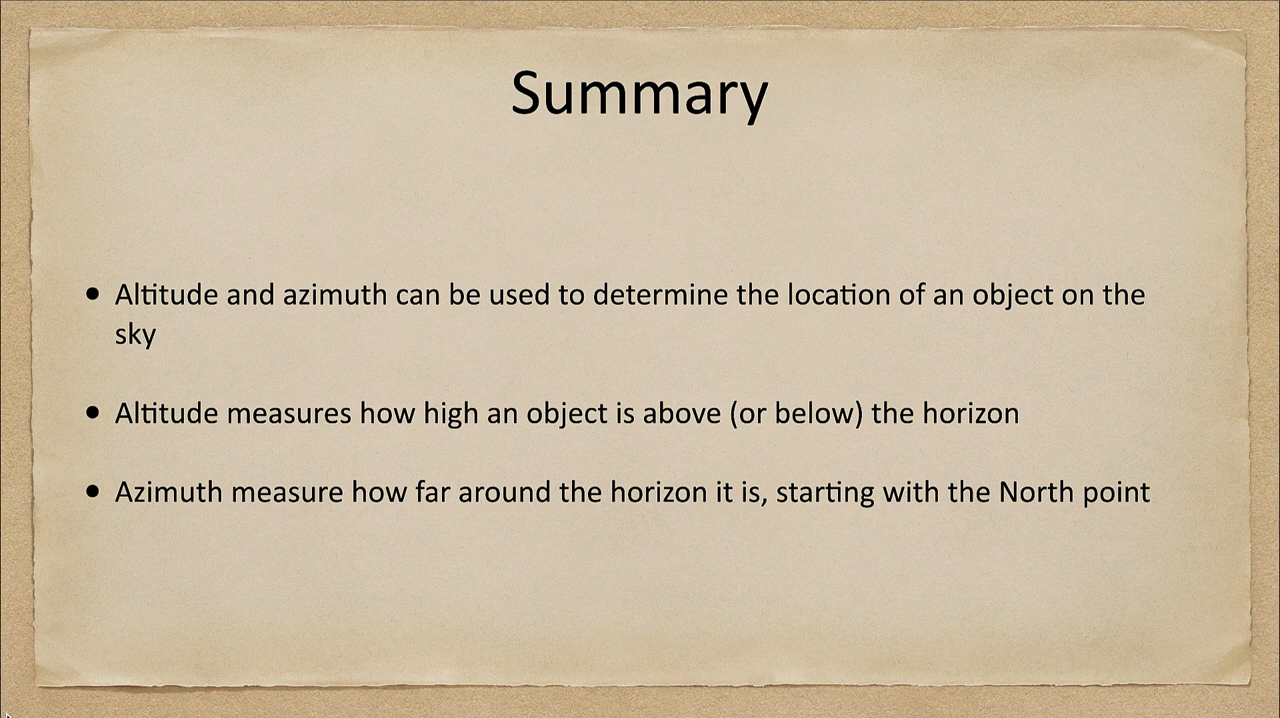 Summary
• Altitude and azimuth can be used to determine the location of an object on the
sky
• Altitude measures how high an object is above (or below) the horizon
• Azimuth measure how far around the horizon it is, starting with the North point